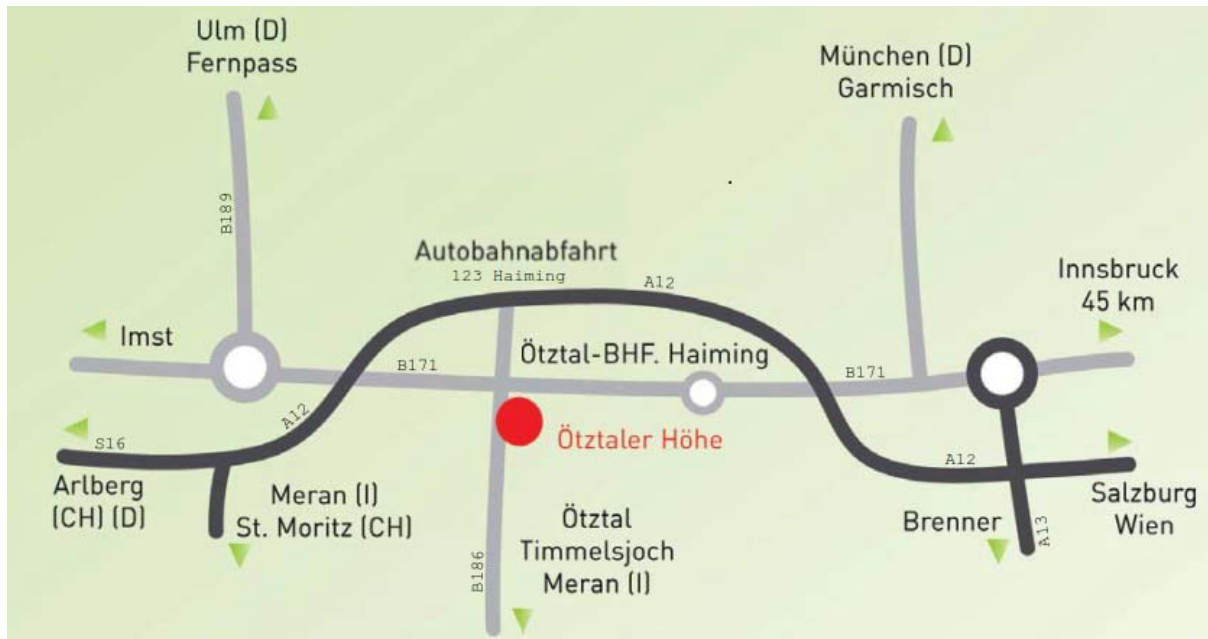 Ulm (D)
Fernpass
München (D)
Garmisch
B189
Autobahnabfahrt
123 Haiming
A12
Innsbruck
45 km
Imst
Ötztal-BHF. Haiming
B171
B171
A12
S16
Ötztaler Höhe
A12
Arlberg
(CH) (D)
Meran (I)
St. Moritz (CH)
Ötztal
Timmelsjoch
Meran (I)
B186
Brenner
A13
Salzburg
Wien